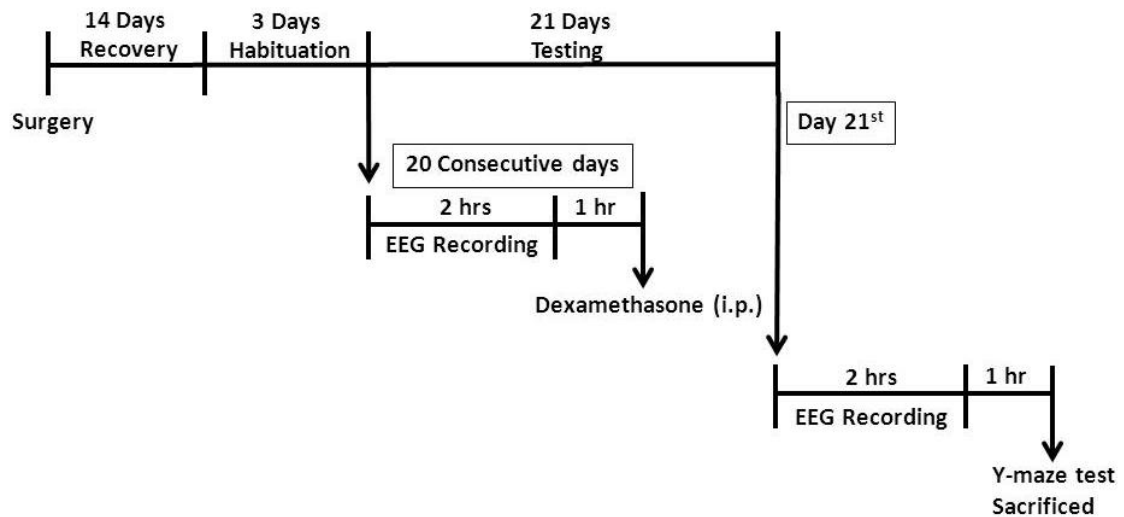 14 Days
Recovery
3 Days
Habituation
21 Days
Testing
Surgery
Day 21st
20 Consecutive days
2 hrs
1 hr
EEG Recording
Dexamethasone (i.p.)
2 hrs
1 hr
EEG Recording
Y-maze test
Sacrificed